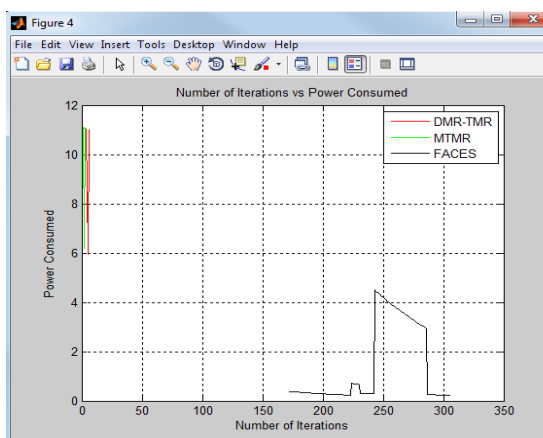 Figure 4
File Edit View Insert Tools Desktop Window Help
Number of Iterations vs Power Consumed
DMR-TMR
MTMR
FACES
12
10
8
6
4
2
0
Power Consumed
0 50 100 150 200 250 300 350
Number of Iterations